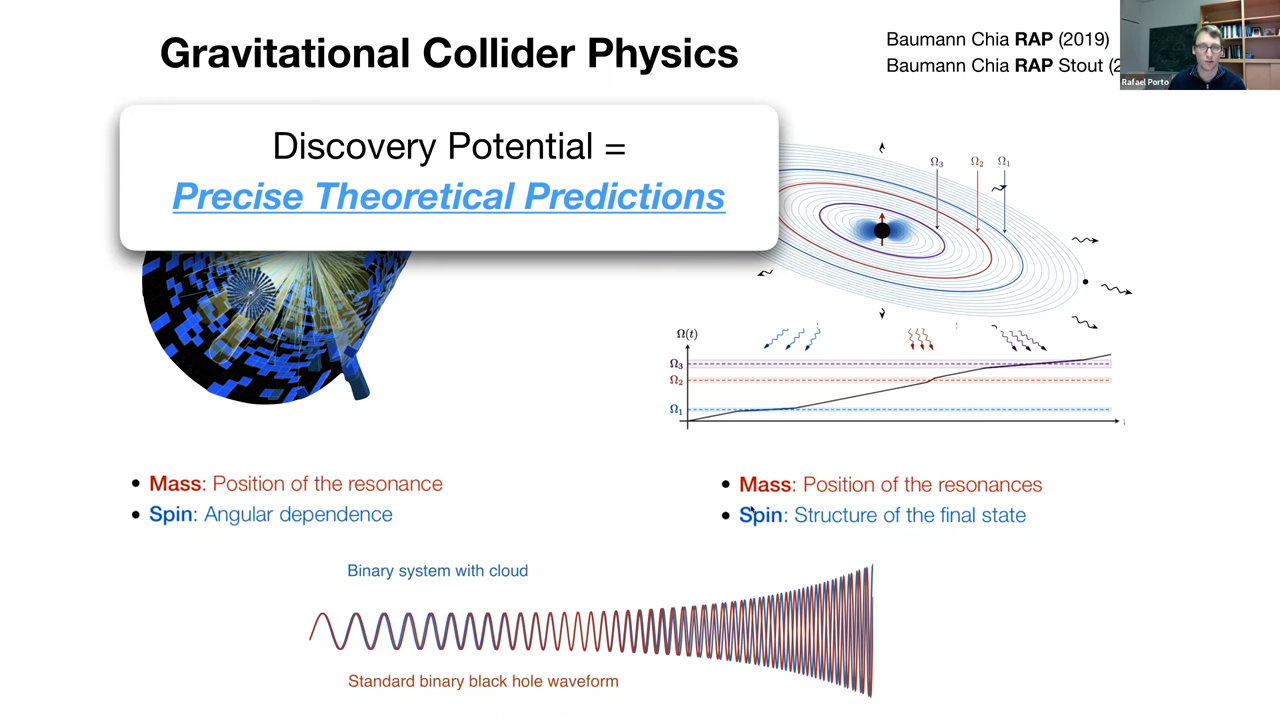 Gravitational Collider Physics
Baumann Chia RAP (2019)
Baumann Chia RAP Stout (2
Rafael Porto
Discovery Potential =
Precise Theoretical Predictions
Ω₃
Ω₂
Ω₁
Ω(t)
Ω₃
Ω₂
Ω₁
• Mass: Position of the resonance
• Spin: Angular dependence
• Mass: Position of the resonances
• Spin: Structure of the final state
Binary system with cloud
Standard binary black hole waveform